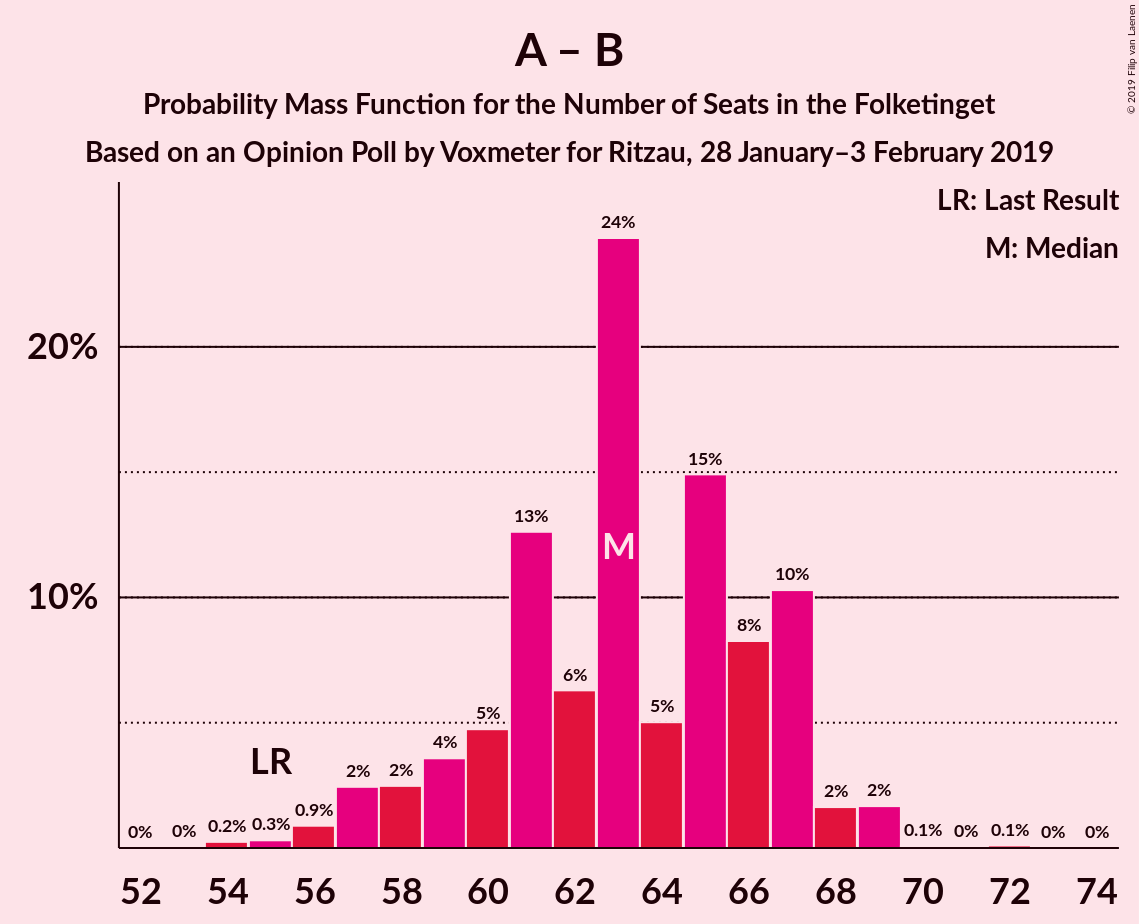 A – B
Probability Mass Function for the Number of Seats in the Folketinget
Based on an Opinion Poll by Voxmeter for Ritzau, 28 January–3 February 2019
© 2019 Filip van Laenen
LR: Last Result
M: Median
20%
10%
0%
0%
0.2%
0.3%
0.9%
2%
2%
4%
5%
13%
6%
24%
5%
15%
8%
10%
2%
2%
0.1%
0%
0.1%
0%
0%
LR
M
52 54 56 58 60 62 64 66 68 70 72 74